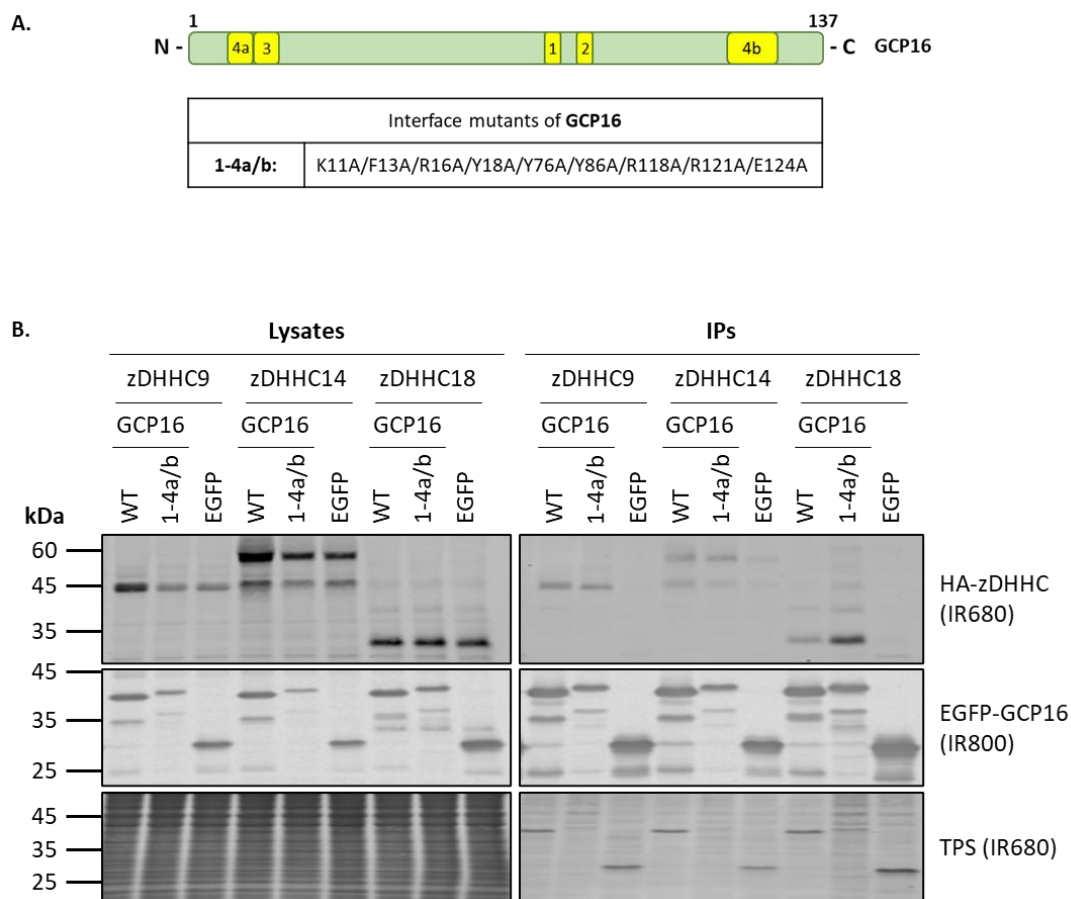 A.
1 137
N - 4a 3 1 2 4b - C GCP16
Interface mutants of GCP16
1-4a/b: K11A/F13A/R16A/Y18A/Y76A/Y86A/R118A/R121A/E124A
B.
Lysates IPs
zDHHC9 zDHHC14 zDHHC18 zDHHC9 zDHHC14 zDHHC18
GCP16 GCP16 GCP16 GCP16 GCP16 GCP16
WT 1-4a/b EGFP WT 1-4a/b EGFP WT 1-4a/b EGFP WT 1-4a/b EGFP WT 1-4a/b EGFP WT 1-4a/b EGFP
kDa
60
45
35
HA-zDHHC
(IR680)
45
35
25
EGFP-GCP16
(IR800)
45
35
25
TPS (IR680)